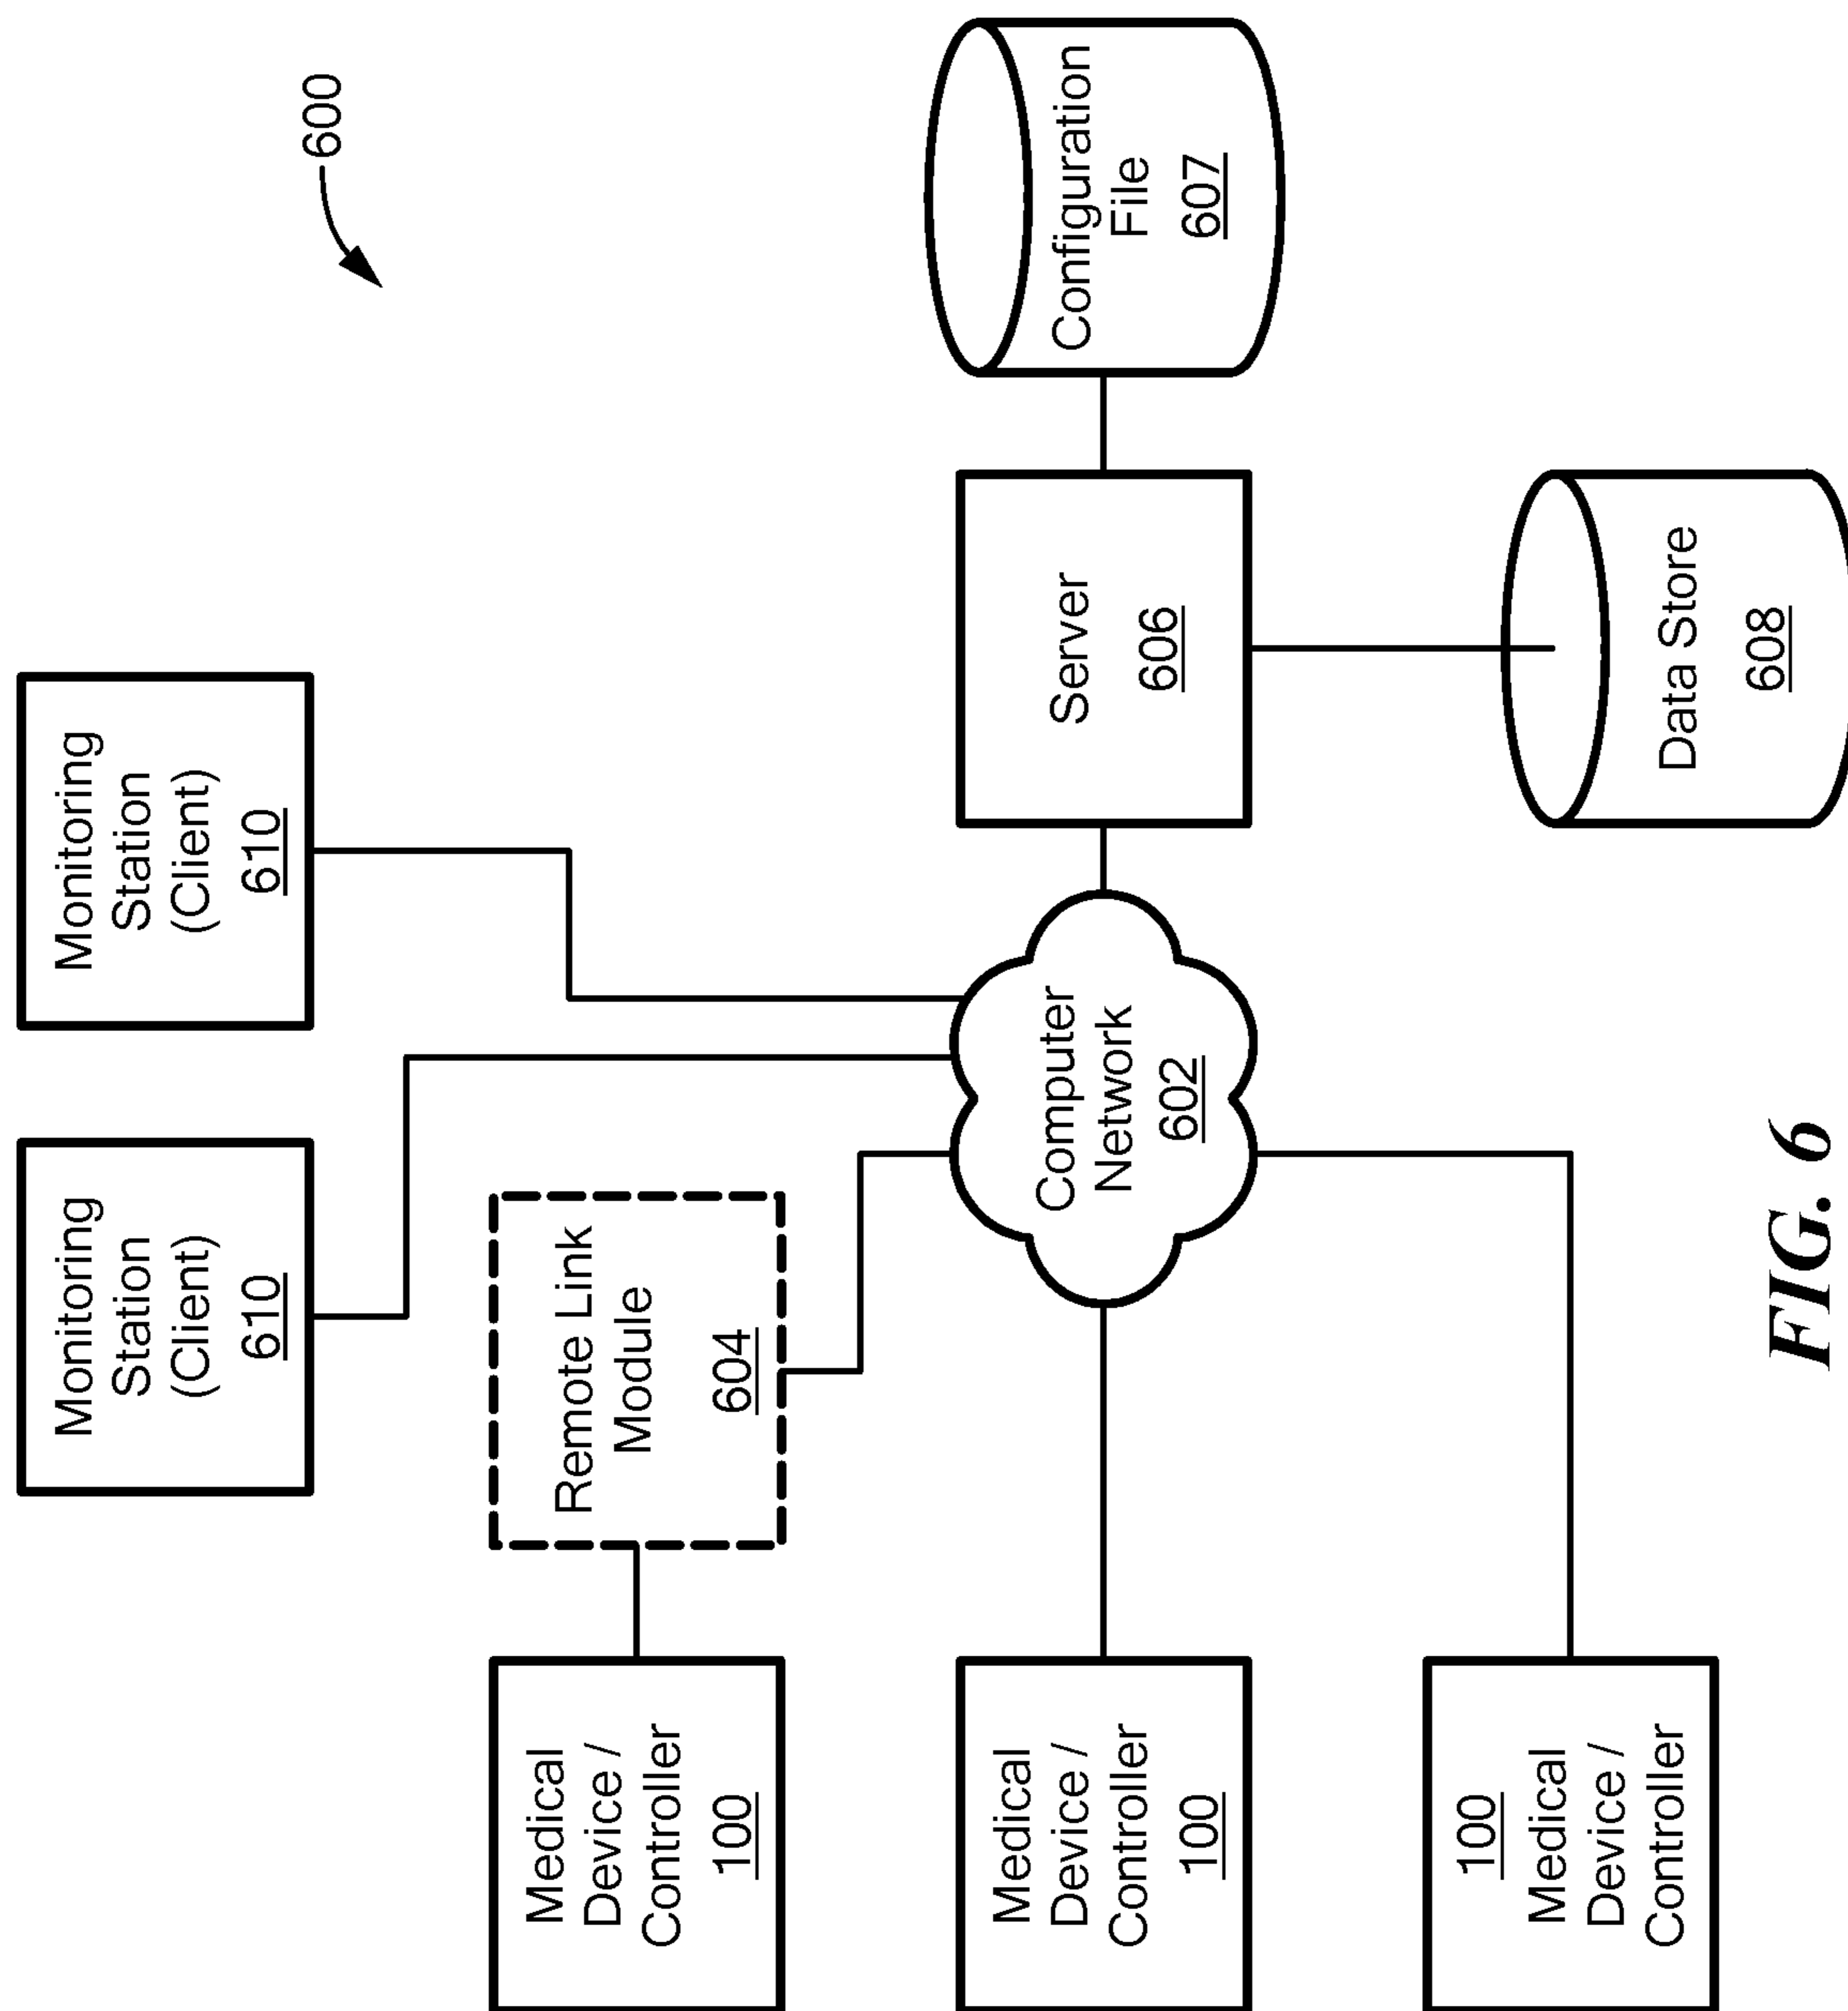 Monitoring
Station
(Client)
610
Monitoring
Station
(Client)
610
600
Medical
Device /
Controller
100
Remote Link
Module
604
Medical
Device /
Controller
100
Computer
Network
602
Server
606
Configuration
File
607
100
Medical
Device /
Controller
Data Store
608
FIG. 6